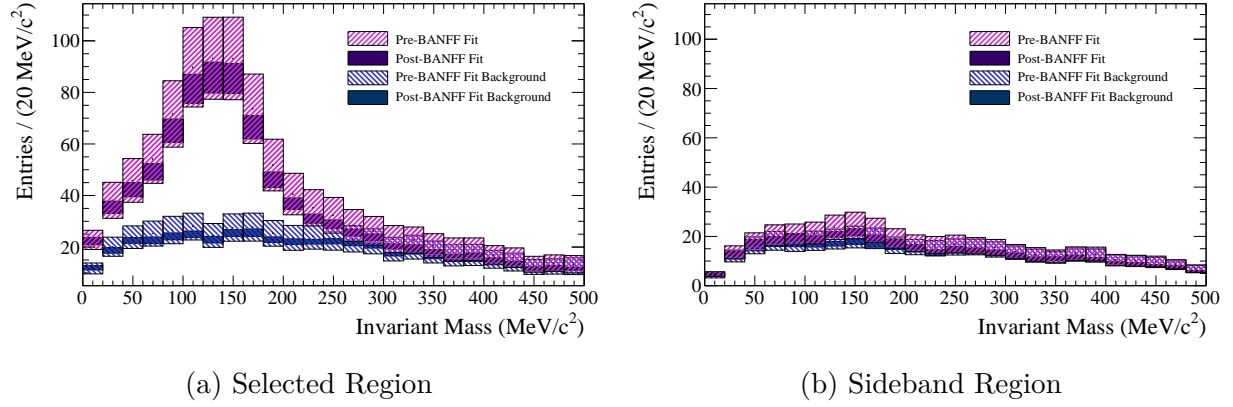 Entries / (20 MeV/c²)
100
80
60
40
20
Pre-BANFF Fit
Post-BANFF Fit
Pre-BANFF Fit Background
Post-BANFF Fit Background
0 50 100 150 200 250 300 350 400 450 500
Invariant Mass (MeV/c²)
(a) Selected Region
Entries / (20 MeV/c²)
100
80
60
40
20
0
Pre-BANFF Fit
Post-BANFF Fit
Pre-BANFF Fit Background
Post-BANFF Fit Background
0 50 100 150 200 250 300 350 400 450 500
Invariant Mass (MeV/c²)
(b) Sideband Region